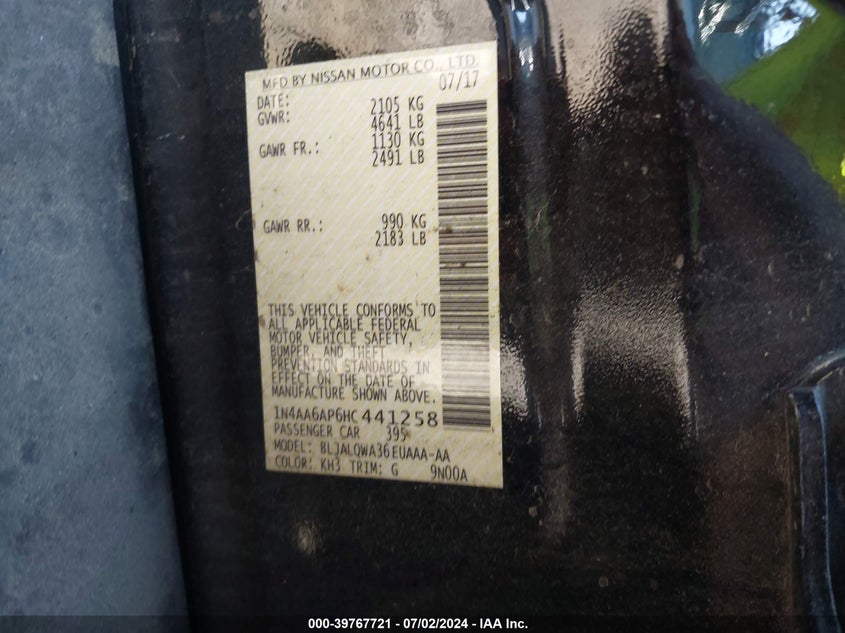 MFD BY NISSAN MOTOR CO., LTD.
DATE: 07/17
GVWR: 2105 KG
4641 LB
GAWR FR.: 1130 KG
2491 LB
GAWR RR.: 990 KG
2183 LB
THIS VEHICLE CONFORMS TO
ALL APPLICABLE FEDERAL
MOTOR VEHICLE SAFETY,
BUMPER, AND THEFT
PREVENTION STANDARDS IN
EFFECT ON THE DATE OF
MANUFACTURE SHOWN ABOVE.
1N4AA6AP6HC441258
PASSENGER CAR 395
MODEL: BLJALQWA36EUAAA-AA
COLOR: KH3 TRIM: G 9N00A
000-39767721 - 07/02/2024 - IAA Inc.